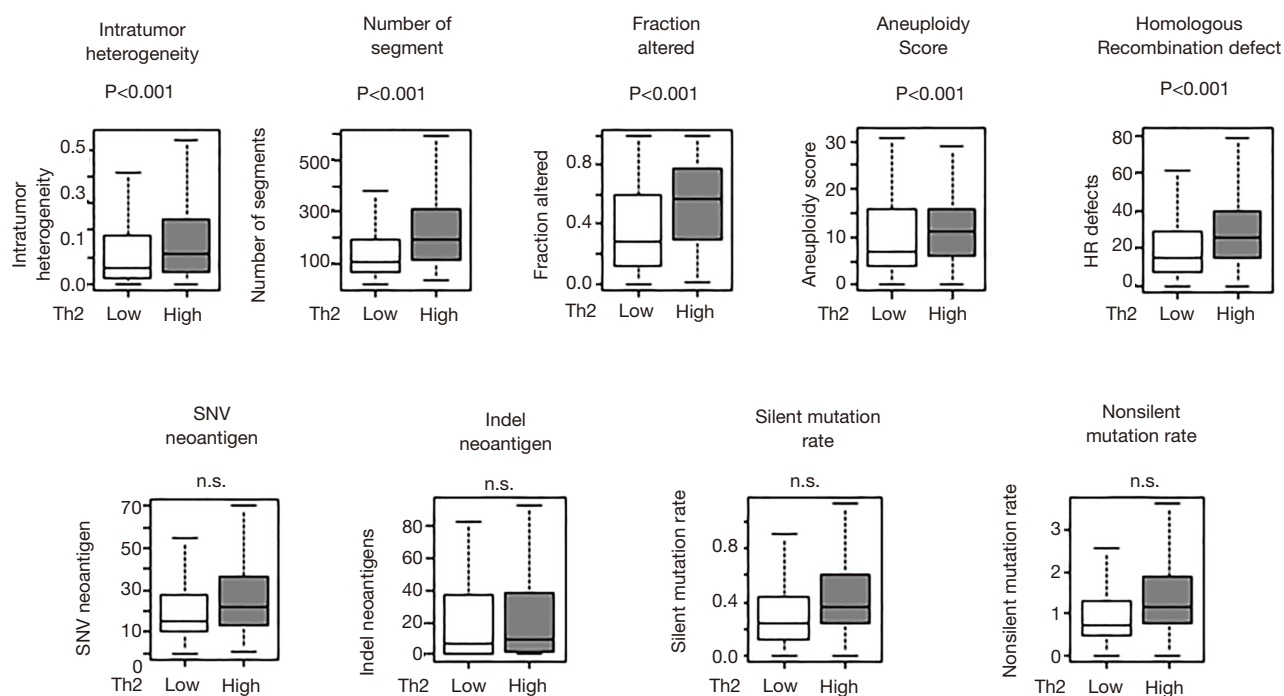 Intratumor
heterogeneity
P<0.001
Intratumor
heterogeneity
0.5
0.3
0.1
0.0
Th2 Low High
Number of
segment
P<0.001
Number of segments
500
300
100
Th2 Low High
Fraction
altered
P<0.001
Fraction altered
0.8
0.4
0.0
Th2 Low High
Aneuploidy
Score
P<0.001
Aneuploidy score
30
20
10
0
Th2 Low High
Homologous
Recombination defect
P<0.001
HR defects
80
60
40
20
0
Th2 Low High
SNV
neoantigen
n.s.
SNV neoantigen
70
50
30
10
0
Th2 Low High
Indel
neoantigen
n.s.
Indel neoantigens
80
60
40
20
0
Th2 Low High
Silent mutation
rate
n.s.
Silent mutation rate
0.8
0.4
0.0
Th2 Low High
Nonsilent
mutation rate
n.s.
Nonsilent mutation rate
3
2
1
0
Th2 Low High